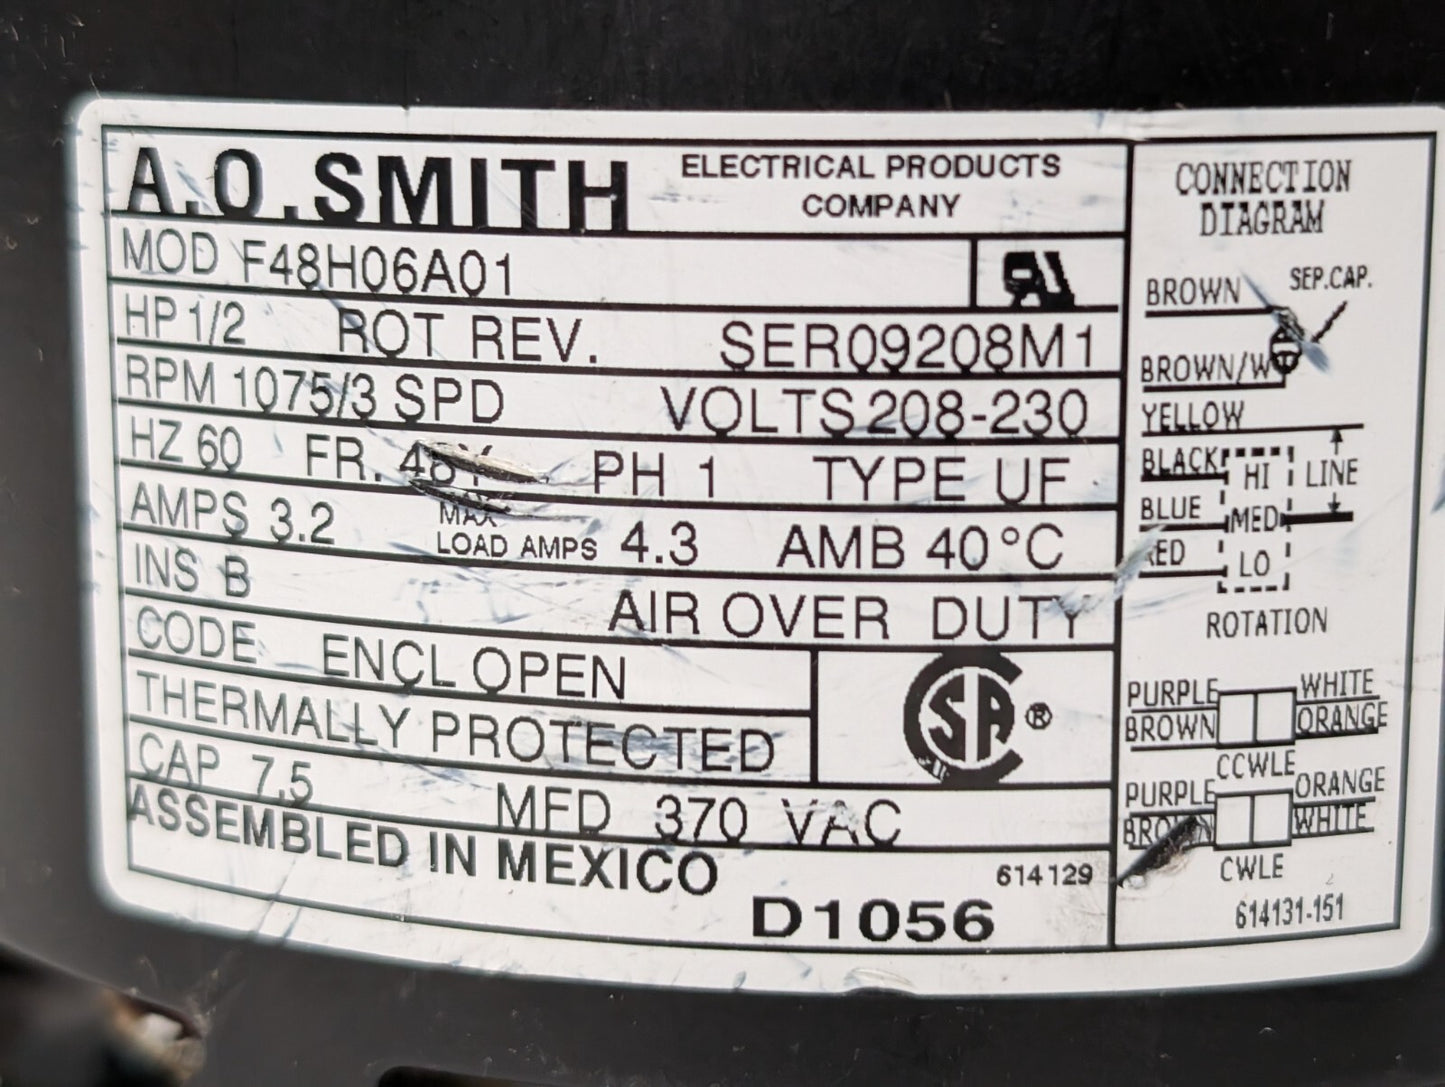 A.O.SMITH
ELECTRICAL PRODUCTS
COMPANY
MOD F48H06A01
HP 1/2 ROT REV. SER09208M1
RPM 1075/3 SPD VOLTS 208-230
HZ 60 FR. PH 1 TYPE UF
AMPS 3.2 MAX
LOAD AMPS 4.3 AMB 40°C
INS B AIR OVER DUTY
CODE ENCL OPEN
THERMALLY PROTECTED
SA ®
CAP 7.5 MFD 370 VAC
ASSEMBLED IN MEXICO 614129
D1056
CONNECTION
DIAGRAM
BROWN SEP.CAP.
BROWN/W
YELLOW
BLACK HI LINE
BLUE MED
RED LO
ROTATION
PURPLE WHITE
BROWN ORANGE
CCWLE
PURPLE ORANGE
BROWN WHITE
CWLE
614131-151